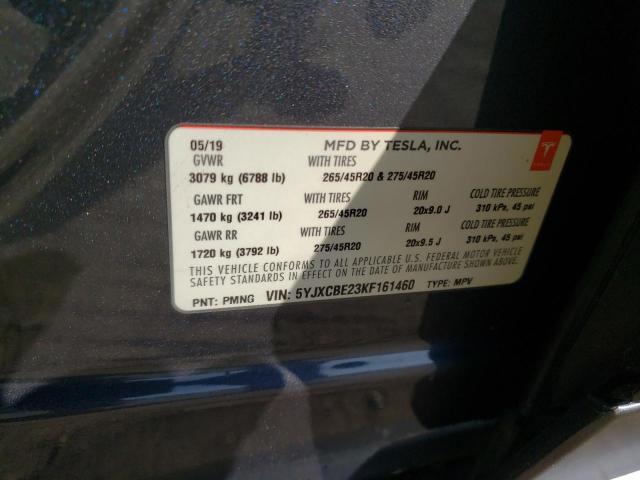 05/19 MFD BY TESLA, INC.
GVWR WITH TIRES
3079 kg (6788 lb) 265/45R20 & 275/45R20
GAWR FRT WITH TIRES RIM COLD TIRE PRESSURE
1470 kg (3241 lb) 265/45R20 20x9.0 J 310 kPa, 45 psi
GAWR RR WITH TIRES RIM COLD TIRE PRESSURE
1720 kg (3792 lb) 275/45R20 20x9.5 J 310 kPa, 45 psi
THIS VEHICLE CONFORMS TO ALL APPLICABLE U.S. FEDERAL MOTOR VEHICLE
SAFETY STANDARDS IN EFFECT ON THE DATE OF MANUFACTURE SHOWN ABOVE.
PNT: PMNG VIN: 5YJXCBE23KF161460 TYPE: MPV